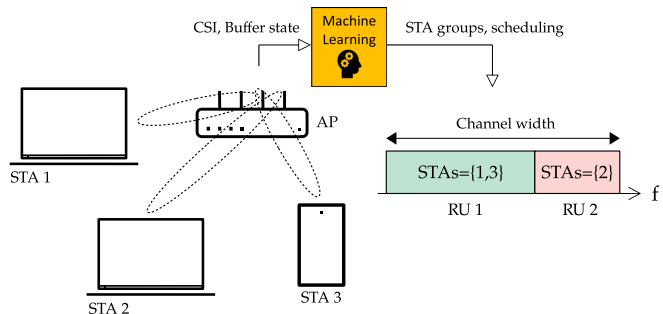 CSI, Buffer state
Machine
Learning
STA groups, scheduling
AP
STA 1
STA 2
STA 3
Channel width
STAs={1,3}
STAs={2}
f
RU 1
RU 2